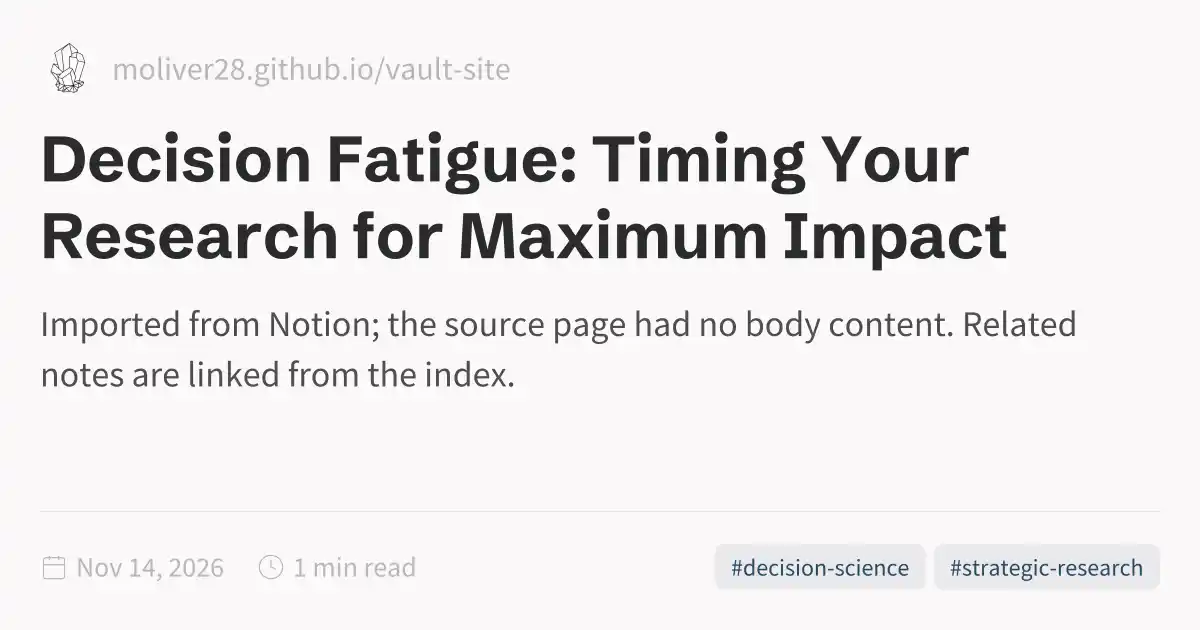 moliver28.github.io/vault-site
Decision Fatigue: Timing Your
Research for Maximum Impact
Imported from Notion; the source page had no body content. Related
notes are linked from the index.
Nov 14, 2026
1 min read
#decision-science
#strategic-research